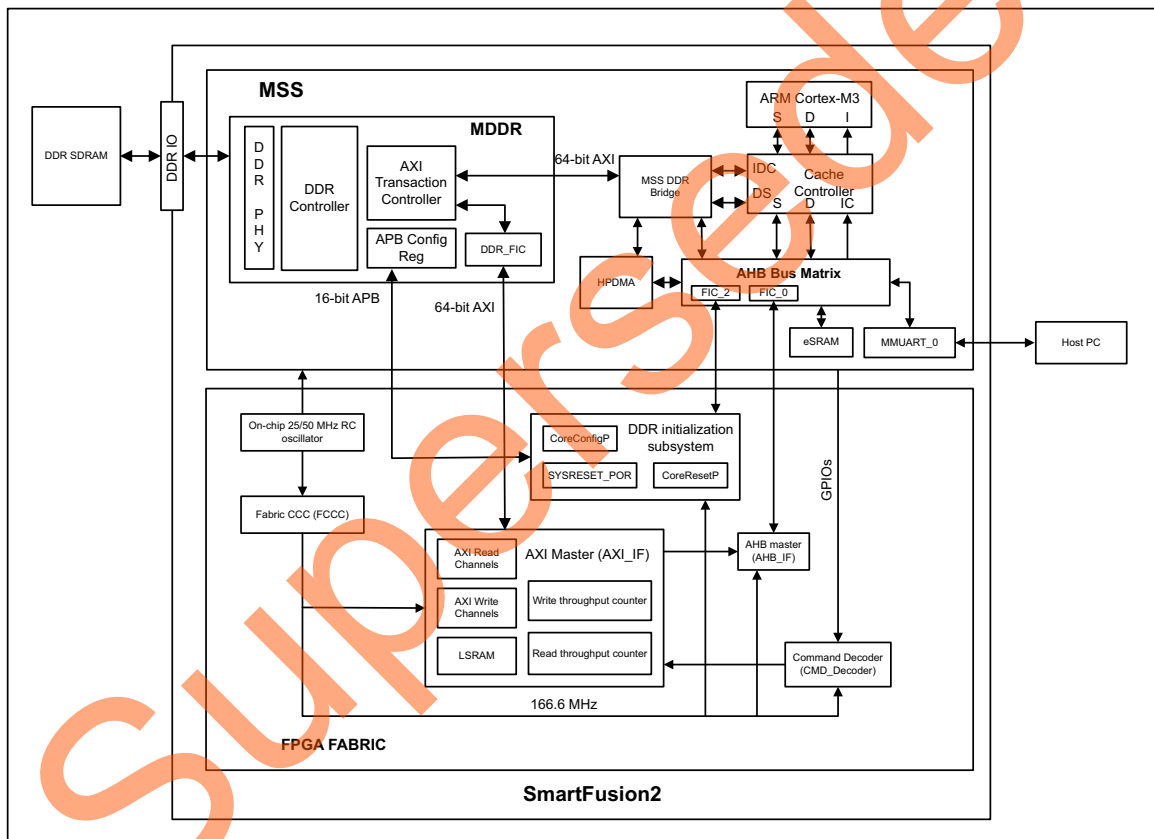 MSS
ARM Cortex-M3
S D I
DDR SDRAM
DDR IO
MDDR
DDR PHY
DDR
Controller
AXI
Transaction
Controller
APB Config
Reg
DDR_FIC
64-bit AXI
MSS DDR
Bridge
IDC
Cache
Controller
DS
S D IC
HPDMA
AHB Bus Matrix
FIC_2
FIC_0
16-bit APB
64-bit AXI
eSRAM
MMUART_0
Host PC
On-chip 25/50 MHz RC
oscillator
Fabric CCC (FCCC)
DDR initialization
subsystem
CoreConfigP
SYSRESET_POR
CoreResetP
GPIOs
AXI Master (AXI_IF)
AXI Read
Channels
AXI Write
Channels
LSRAM
Write throughput counter
Read throughput counter
AHB master
(AHB_IF)
Command Decoder
(CMD_Decoder)
166.6 MHz
FPGA FABRIC
SmartFusion2
Supersede